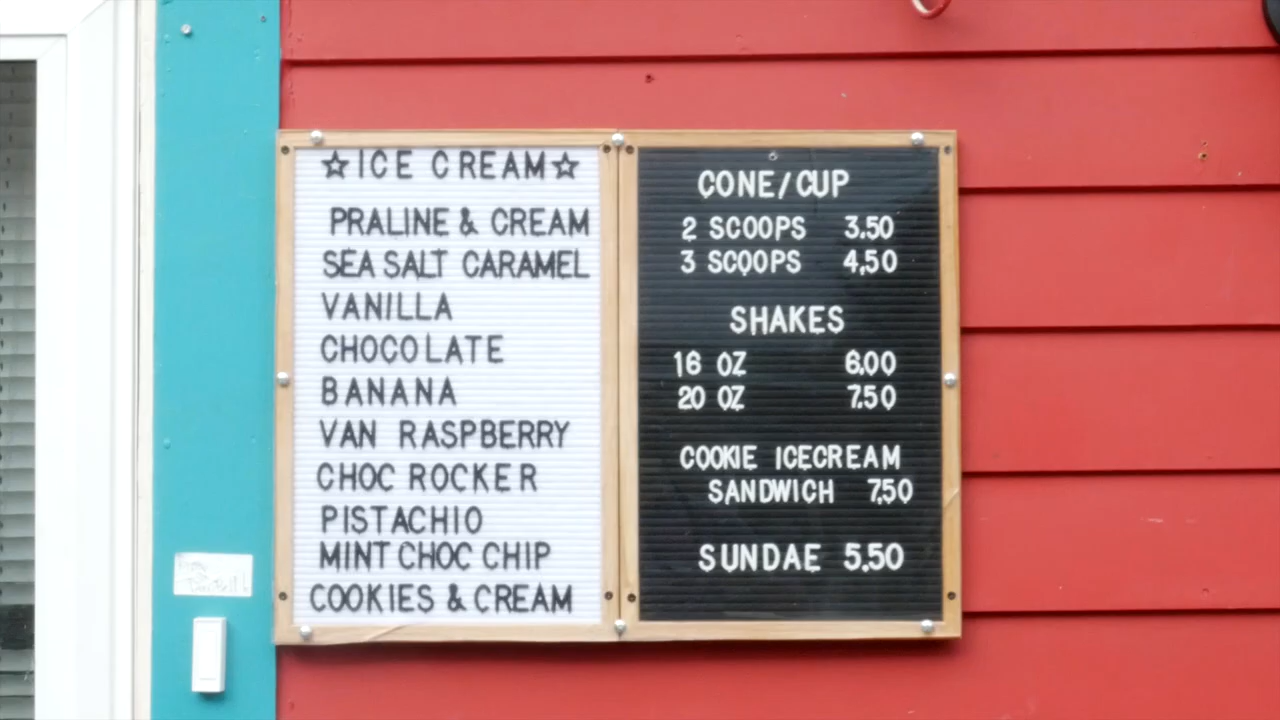 ☆ICE CREAM☆
PRALINE & CREAM
SEA SALT CARAMEL
VANILLA
CHOCOLATE
BANANA
VAN RASPBERRY
CHOC ROCKER
PISTACHIO
MINT CHOC CHIP
COOKIES & CREAM
CONE/CUP
2 SCOOPS 3.50
3 SCOOPS 4,50
SHAKES
16 OZ 6,00
20 OZ 7.50
COOKIE ICECREAM
SANDWICH 7,50
SUNDAE 5.50